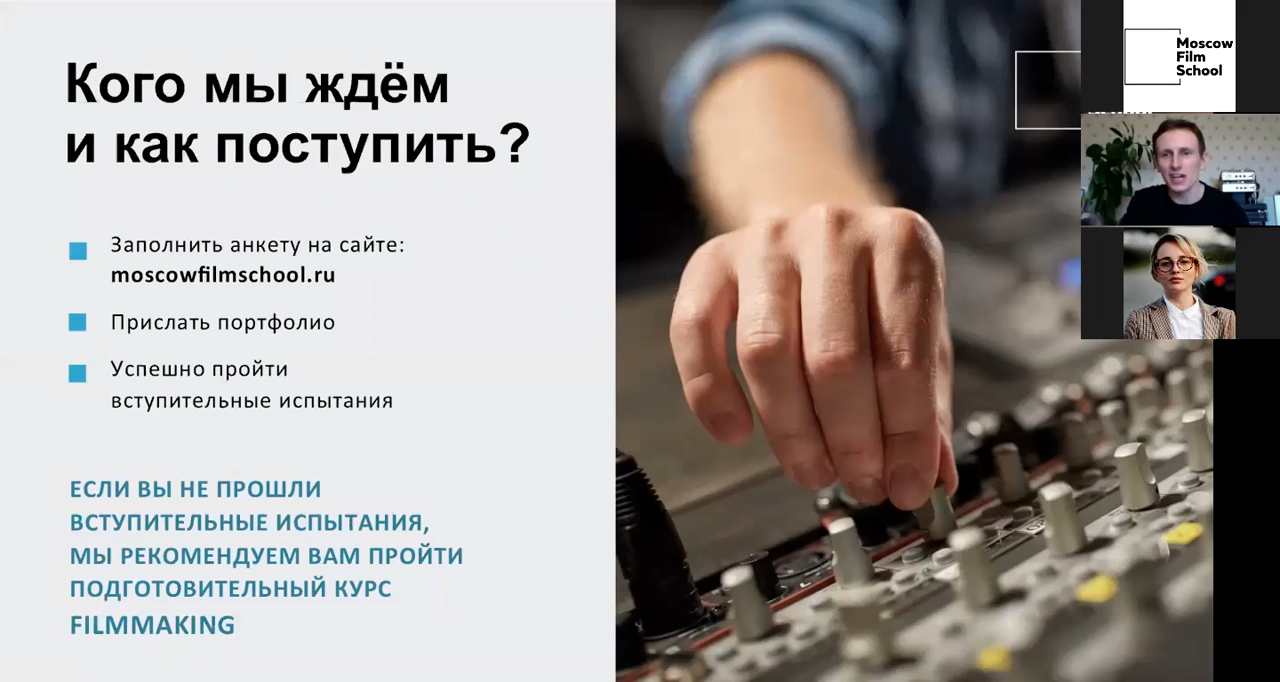 Кого мы ждём
и как поступить?
Заполнить анкету на сайте:
moscowfilmschool.ru
Прислать портфолио
Успешно пройти
вступительные испытания
ЕСЛИ ВЫ НЕ ПРОШЛИ
ВСТУПИТЕЛЬНЫЕ ИСПЫТАНИЯ,
МЫ РЕКОМЕНДУЕМ ВАМ ПРОЙТИ
ПОДГОТОВИТЕЛЬНЫЙ КУРС
FILMMAKING
Moscow
Film
School